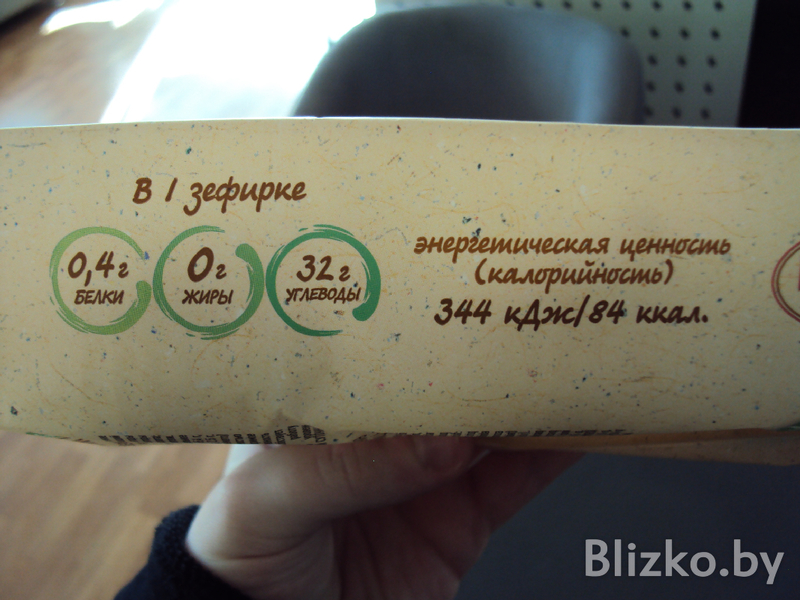 В 1 зефирке
0,4г
БЕЛКИ
0г
ЖИРЫ
32г
УГЛЕВОДЫ
энергетическая ценность
(калорийность)
344 кДж/84 ккал.
Blizko.by